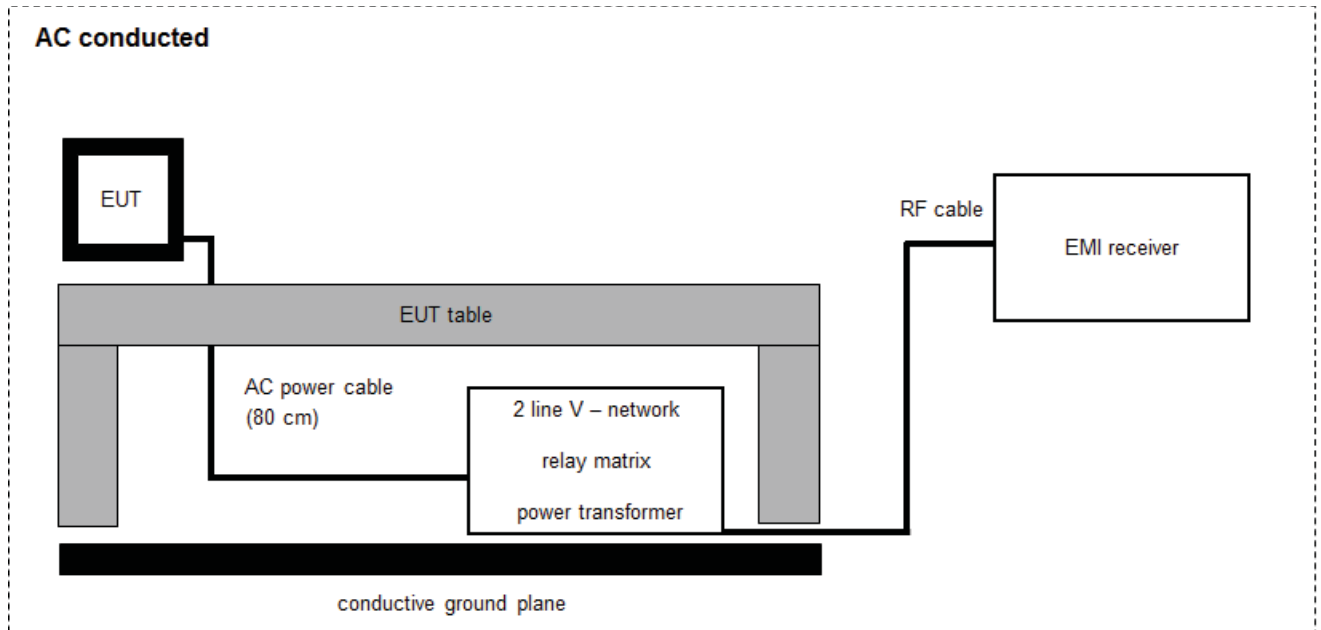 AC conducted
EUT
RF cable
EMI receiver
EUT table
AC power cable
(80 cm)
2 line V – network
relay matrix
power transformer
conductive ground plane